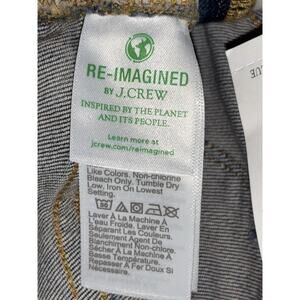 RE-IMAGINED
BY J.CREW
INSPIRED BY THE PLANET
AND ITS PEOPLE.
Learn more at
jcrew.com/reimagined
Like Colors. Non-chlorine
Bleach Only. Tumble Dry
Low, Iron On Lowest
Setting.
Laver À La Machine À
L'eau Froide. Laver En
Séparant Les Couleurs
Seulement Agent De
Blanchiment Non-chloré.
Sécher À La Machine À
Basse Température.
Repasser À Fer Doux Si
Nécessaire